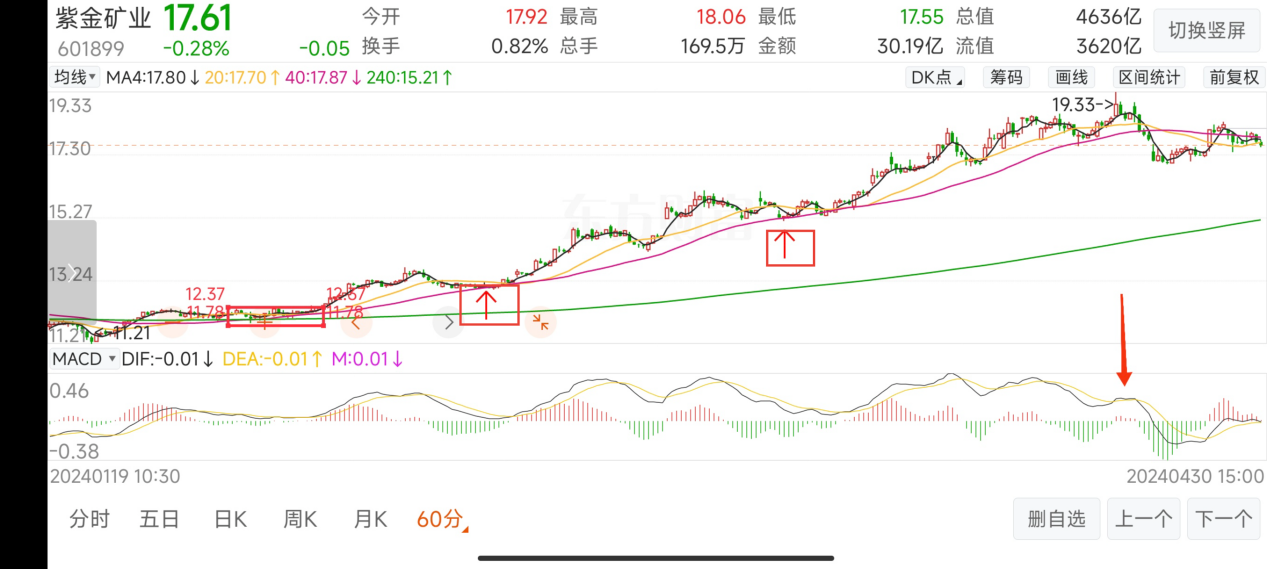 紫金矿业 17.61 今开 17.92 最高 18.06 最低 17.55 总值 4636亿 切换竖屏
601899 -0.28% -0.05 换手 0.82% 总手 169.5万 金额 30.19亿 流值 3620亿
均线▾ MA4:17.80↓ 20:17.70↑ 40:17.87↓ 240:15.21↑ DK点 筹码 画线 区间统计 前复权
19.33
19.33->
17.30
15.27
13.24
12.37 12.67
11.78 11.78
11.21 11.21
MACD ▾ DIF:-0.01↓ DEA:-0.01↑ M:0.01↓
0.46
-0.38
20240119 10:30 20240430 15:00
分时 五日 日K 周K 月K 60分 删自选 上一个 下一个